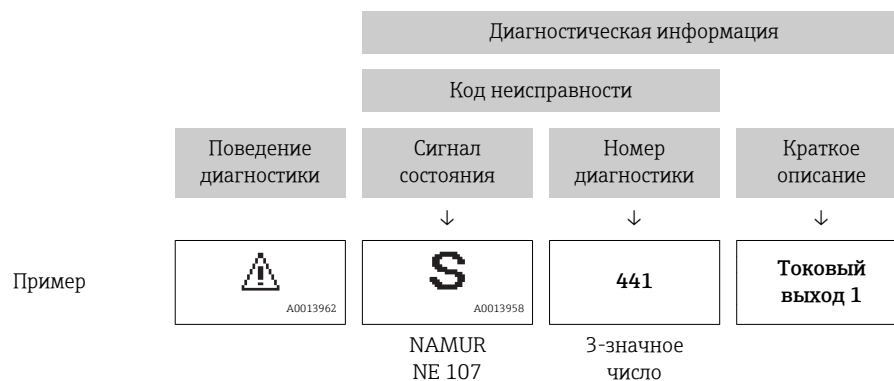 Диагностическая информация
Код неисправности
Поведение
диагностики
Сигнал
состояния
Номер
диагностики
Краткое
описание
↓ ↓ ↓
Пример
A0013962
S
A0013958
441
Токовый
выход 1
NAMUR
NE 107
3-значное
число